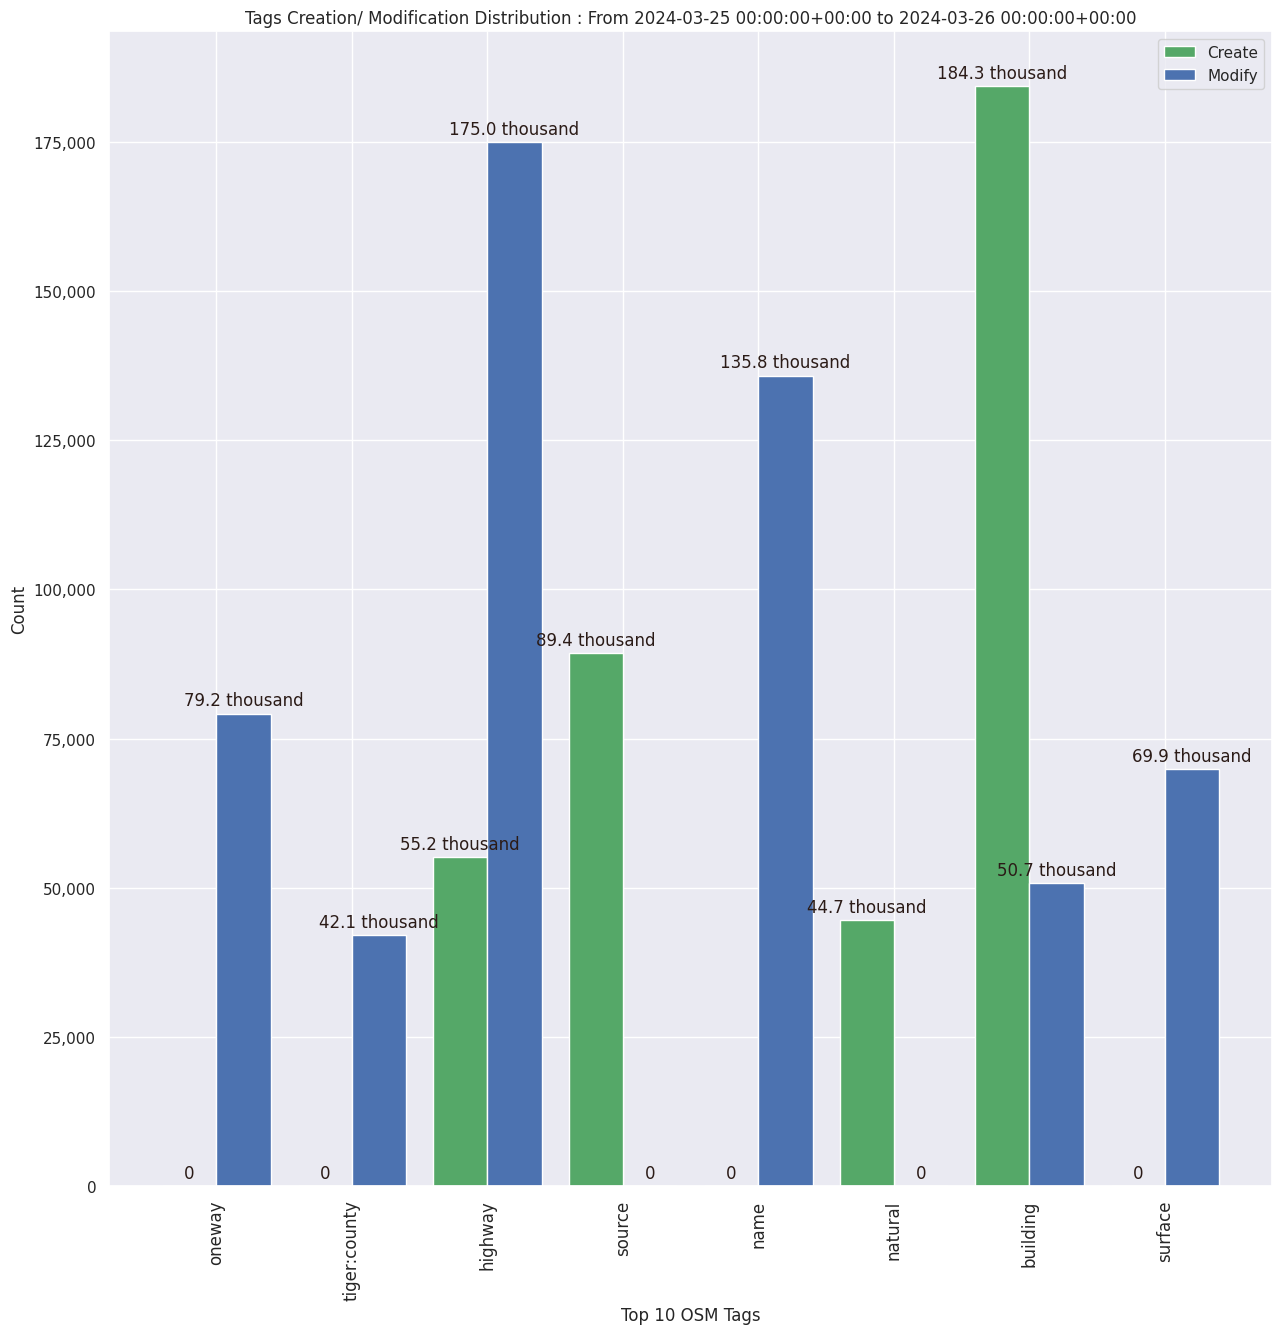 Tags Creation/ Modification Distribution : From 2024-03-25 00:00:00+00:00 to 2024-03-26 00:00:00+00:00
Create
Modify
184.3 thousand
175.0 thousand
135.8 thousand
89.4 thousand
79.2 thousand
69.9 thousand
55.2 thousand
50.7 thousand
44.7 thousand
42.1 thousand
0
0
0
0
0
0
175,000
150,000
125,000
100,000
75,000
50,000
25,000
0
Count
oneway
tiger:county
highway
source
name
natural
building
surface
Top 10 OSM Tags